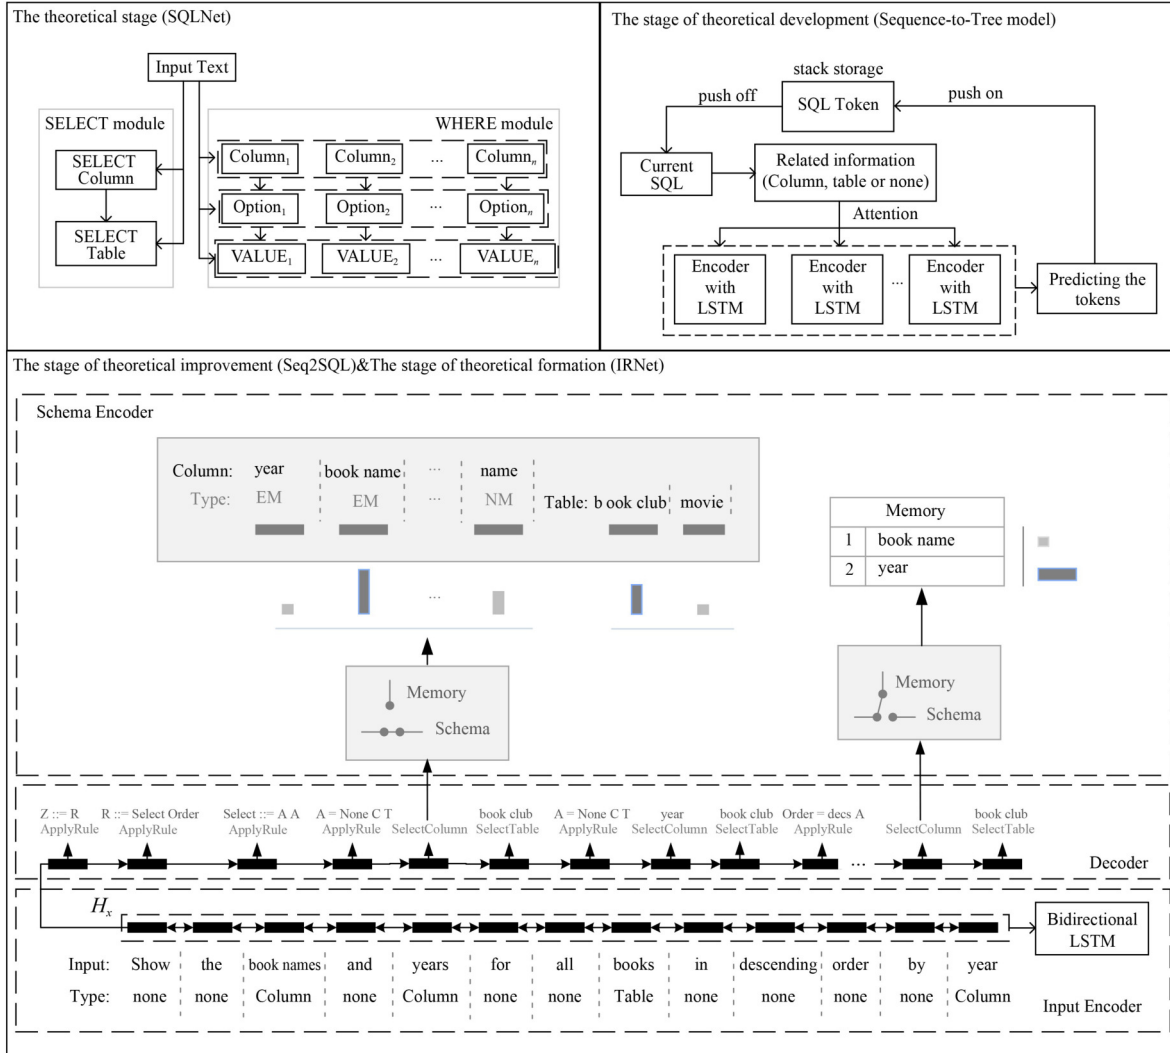 The theoretical stage (SQLNet)
Input Text
SELECT module
SELECT
Column
SELECT
Table
WHERE module
Column1 Column2 ... Columnn
Option1 Option2 ... Optionn
VALUE1 VALUE2 ... VALUEn
The stage of theoretical development (Sequence-to-Tree model)
stack storage
push off
SQL Token
push on
Current
SQL
Related information
(Column, table or none)
Attention
Encoder
with
LSTM
Encoder
with
LSTM
...
Encoder
with
LSTM
Predicting the
tokens
The stage of theoretical improvement (Seq2SQL)&The stage of theoretical formation (IRNet)
Schema Encoder
Column: year book name ... name
Type: EM EM ... NM
Table: b ook club movie
...
Memory
1 book name
2 year
Memory
Schema
Memory
Schema
Z ::= R R ::= Select Order Select ::= A A A = None C T book club A = None C T year book club Order = decs A book club
ApplyRule ApplyRule ApplyRule ApplyRule SelectColumn SelectTable ApplyRule SelectColumn SelectTable ApplyRule SelectColumn SelectTable
...
Decoder
Hx
Bidirectional
LSTM
Input: Show the book names and years for all books in descending order by year
Type: none none Column none Column none none Table none none none none Column
Input Encoder